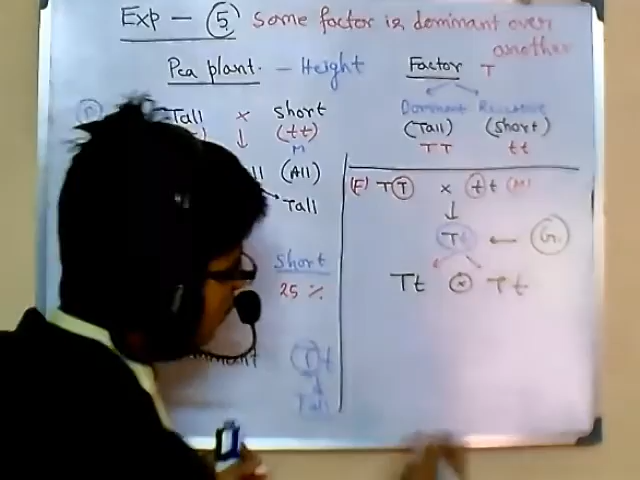 Exp - 5 Some factor is dominant over another
Pea plant. - Height
Tall x short
(tt)
M
(All)
Tall
short
25 %
Tt
Tall
Factor T
Dominant Recessive
(Tall) (short)
TT tt
(F) TT x tt (M)
Tt ← G
Tt x Tt